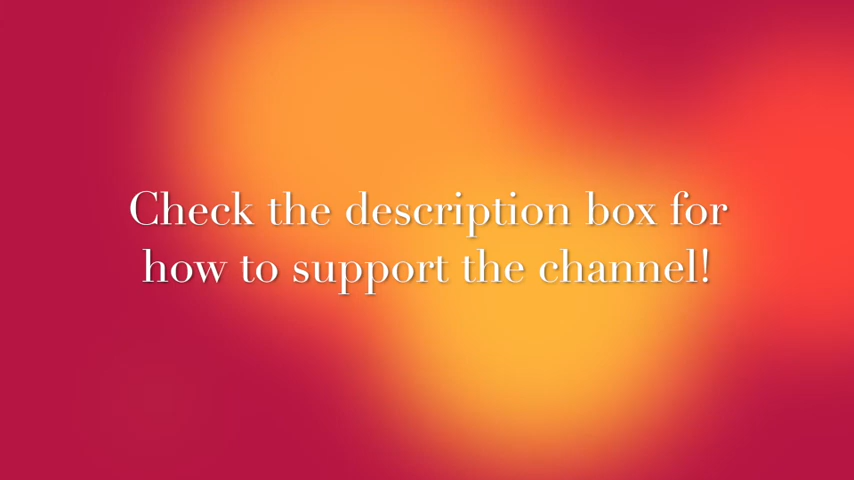 Check the description box for
how to support the channel!